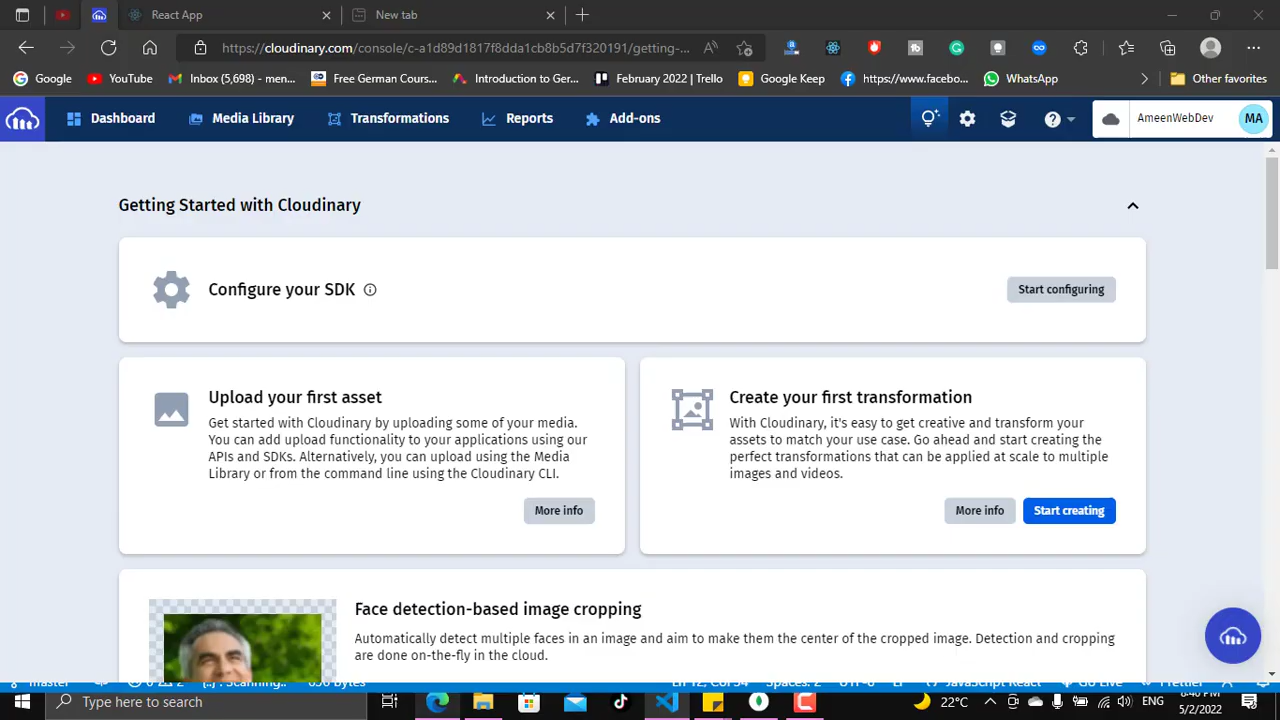 React App
New tab
https://cloudinary.com/console/c-a1d89d1817f8dda1cb8b5d7f320191/getting-...
Google
YouTube
Inbox (5,698) - men...
Free German Cours...
Introduction to Ger...
February 2022 | Trello
Google Keep
https://www.facebo...
WhatsApp
Other favorites
Dashboard
Media Library
Transformations
Reports
Add-ons
AmeenWebDev
MA
Getting Started with Cloudinary
Configure your SDK
Start configuring
Upload your first asset
Get started with Cloudinary by uploading some of your media.
You can add upload functionality to your applications using our
APIs and SDKs. Alternatively, you can upload using the Media
Library or from the command line using the Cloudinary CLI.
More info
Create your first transformation
With Cloudinary, it's easy to get creative and transform your
assets to match your use case. Go ahead and start creating the
perfect transformations that can be applied at scale to multiple
images and videos.
More info
Start creating
Face detection-based image cropping
Automatically detect multiple faces in an image and aim to make them the center of the cropped image. Detection and cropping
are done on-the-fly in the cloud.
master
Scanning..
Spaces: 2
JavaScript React
Go Live
Prettier
Type here to search
22°C
ENG
5/2/2022